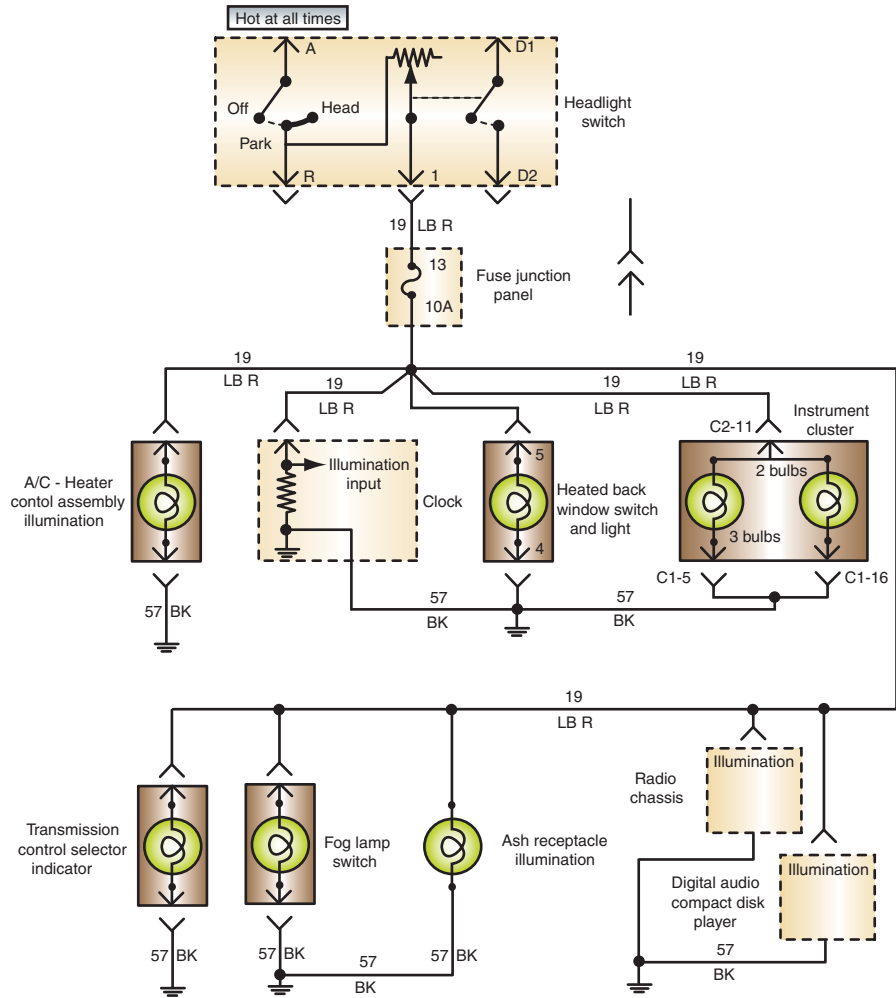 Hot at all times
A
D1
Off
Head
Park
Headlight
switch
R
1
D2
19 LB R
13
10A
Fuse junction
panel
19
LB R
19
LB R
19
LB R
19
C2-11
Instrument
cluster
A/C - Heater
contol assembly
illumination
Illumination
input
Clock
5
4
Heated back
window switch
and light
2 bulbs
3 bulbs
C1-5
C1-16
57 BK
57
BK
57
BK
19
LB R
Transmission
control selector
indicator
Fog lamp
switch
Ash receptacle
illumination
Radio
chassis
Illumination
Digital audio
compact disk
player
Illumination
57 BK
57 BK
57
BK
57 BK
57
BK